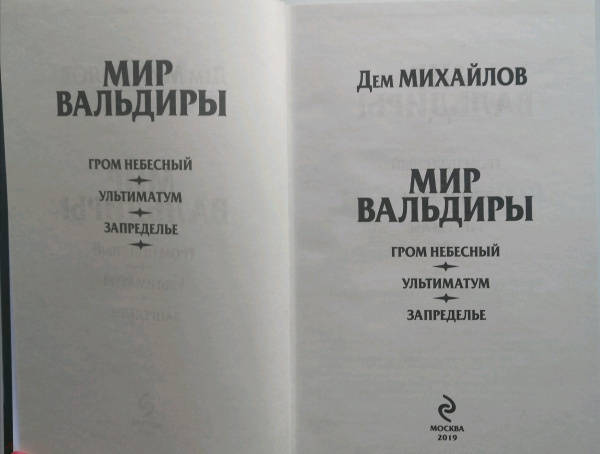 МИР
ВАЛЬДИРЫ
ГРОМ НЕБЕСНЫЙ
УЛЬТИМАТУМ
ЗАПРЕДЕЛЬЕ
Дем МИХАЙЛОВ
МИР
ВАЛЬДИРЫ
ГРОМ НЕБЕСНЫЙ
УЛЬТИМАТУМ
ЗАПРЕДЕЛЬЕ
МОСКВА
2019